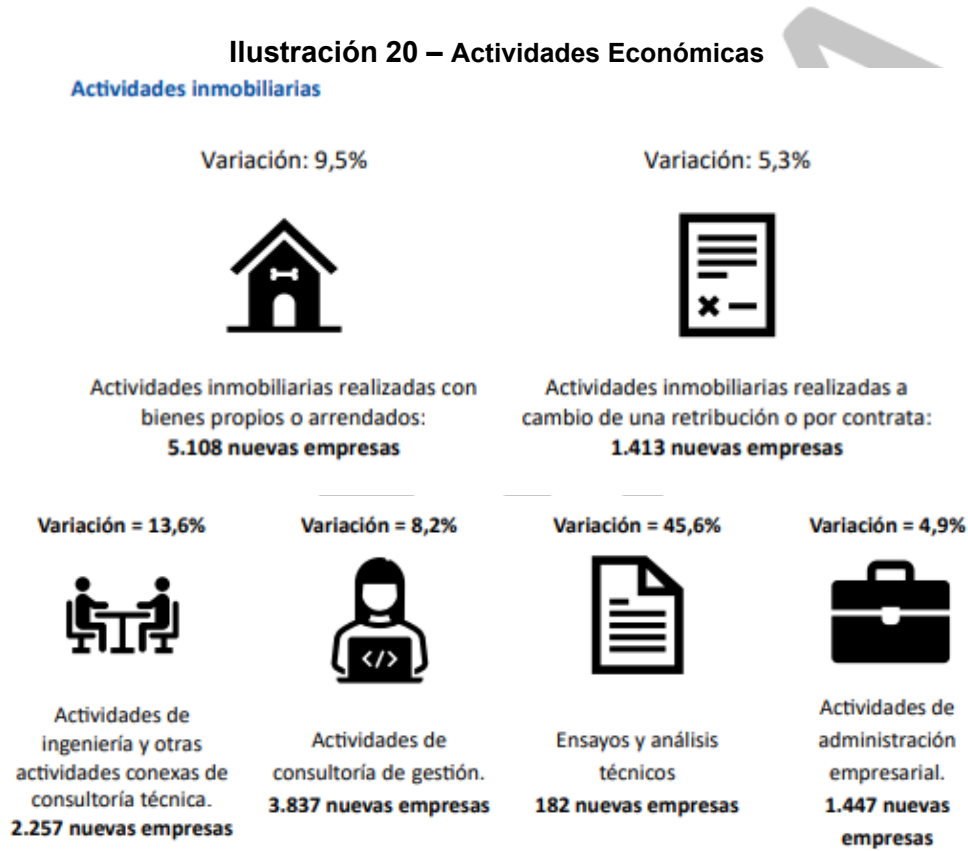 Ilustración 20 – Actividades Económicas
Actividades inmobiliarias
Variación: 9,5%
Actividades inmobiliarias realizadas con
bienes propios o arrendados:
5.108 nuevas empresas
Variación: 5,3%
Actividades inmobiliarias realizadas a
cambio de una retribución o por contrata:
1.413 nuevas empresas
Variación = 13,6%
Actividades de
ingeniería y otras
actividades conexas de
consultoría técnica.
2.257 nuevas empresas
Variación = 8,2%
</>
Actividades de
consultoría de gestión.
3.837 nuevas empresas
Variación = 45,6%
Ensayos y análisis
técnicos
182 nuevas empresas
Variación = 4,9%
Actividades de
administración
empresarial.
1.447 nuevas
empresas